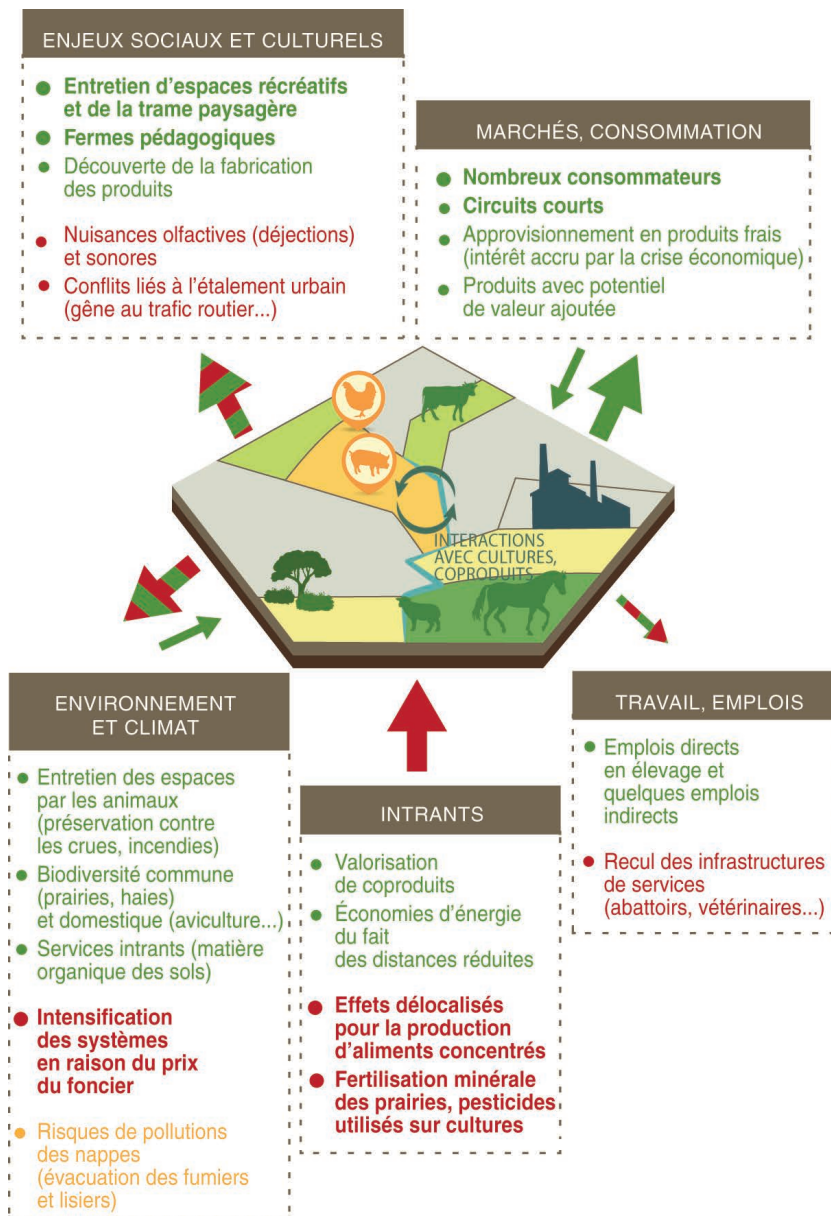 ENJEUX SOCIAUX ET CULTURELS
Entretien d'espaces récréatifs
et de la trame paysagère
Fermes pédagogiques
Découverte de la fabrication
des produits
Nuisances olfactives (déjections)
et sonores
Conflits liés à l'étalement urbain
(gêne au trafic routier...)
MARCHÉS, CONSOMMATION
Nombreux consommateurs
Circuits courts
Approvisionnement en produits frais
(intérêt accru par la crise économique)
Produits avec potentiel
de valeur ajoutée
INTERACTIONS
AVEC CULTURES,
COPRODUITS
ENVIRONNEMENT
ET CLIMAT
Entretien des espaces
par les animaux
(préservation contre
les crues, incendies)
Biodiversité commune
(prairies, haies)
et domestique (aviculture...)
Services intrants (matière
organique des sols)
Intensification
des systèmes
en raison du prix
du foncier
Risques de pollutions
des nappes
(évacuation des fumiers
et lisiers)
INTRANTS
Valorisation
de coproduits
Économies d'énergie
du fait
des distances réduites
Effets délocalisés
pour la production
d'aliments concentrés
Fertilisation minérale
des prairies, pesticides
utilisés sur cultures
TRAVAIL, EMPLOIS
Emplois directs
en élevage et
quelques emplois
indirects
Recul des infrastructures
de services
(abattoirs, vétérinaires...)